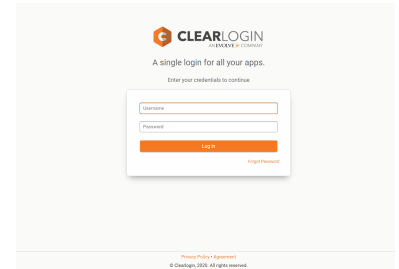 CLEARLOGIN
AN EVOLVE IP COMPANY
A single login for all your apps.
Enter your credentials to continue
Username
Password
Log in
Forgot Password
Privacy Policy • Agreement
© Clearlogin, 2020. All rights reserved.